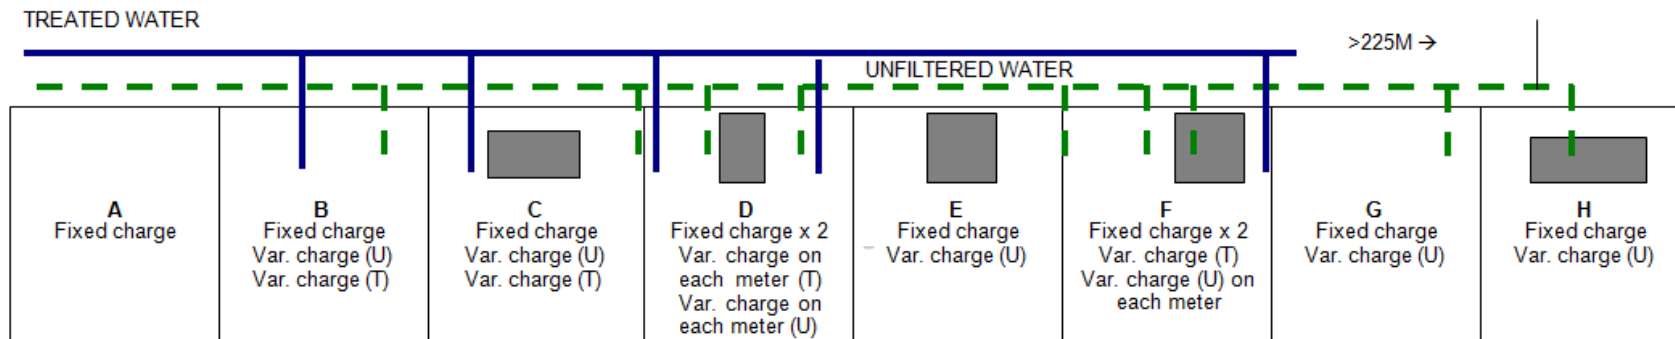 TREATED WATER
>225M →
UNFILTERED WATER
A
Fixed charge
B
Fixed charge
Var. charge (U)
Var. charge (T)
C
Fixed charge
Var. charge (U)
Var. charge (T)
D
Fixed charge x 2
Var. charge on
each meter (T)
Var. charge on
each meter (U)
E
Fixed charge
Var. charge (U)
F
Fixed charge x 2
Var. charge (T)
Var. charge (U) on
each meter
G
Fixed charge
Var. charge (U)
H
Fixed charge
Var. charge (U)